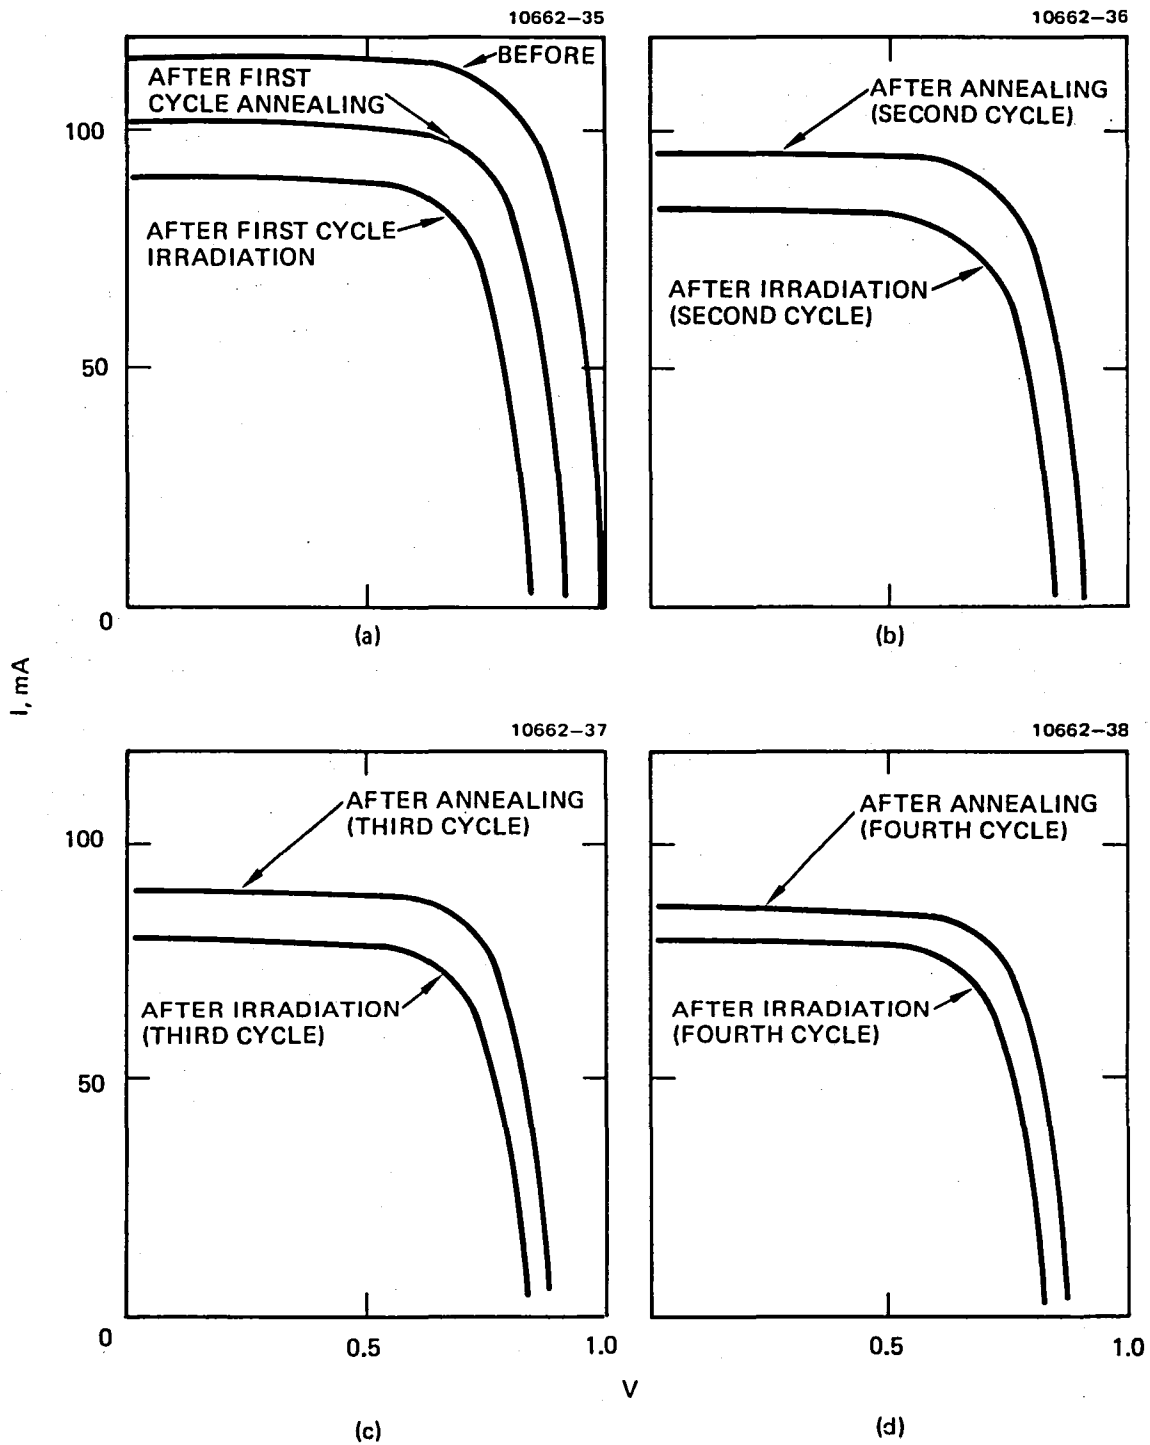 10662–35
BEFORE
AFTER FIRST
CYCLE ANNEALING
100
AFTER FIRST CYCLE
IRRADIATION
50
0
(a)
10662–36
AFTER ANNEALING
(SECOND CYCLE)
AFTER IRRADIATION
(SECOND CYCLE)
(b)
I, mA
10662–37
AFTER ANNEALING
(THIRD CYCLE)
100
AFTER IRRADIATION
(THIRD CYCLE)
50
0
0.5
1.0
(c)
10662–38
AFTER ANNEALING
(FOURTH CYCLE)
AFTER IRRADIATION
(FOURTH CYCLE)
0.5
1.0
V
(d)